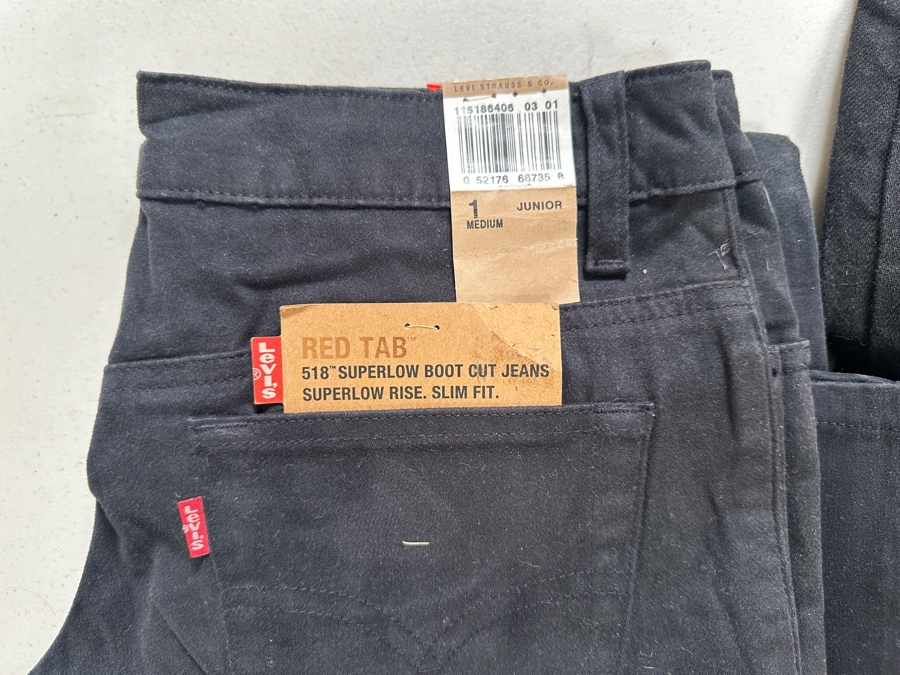 LEVI STRAUSS & CO.
115186406 03 01
0 52176 66735 8
1 JUNIOR
MEDIUM
RED TAB™
Levi's
®
518™ SUPERLOW BOOT CUT JEANS
SUPERLOW RISE. SLIM FIT.
Levi's